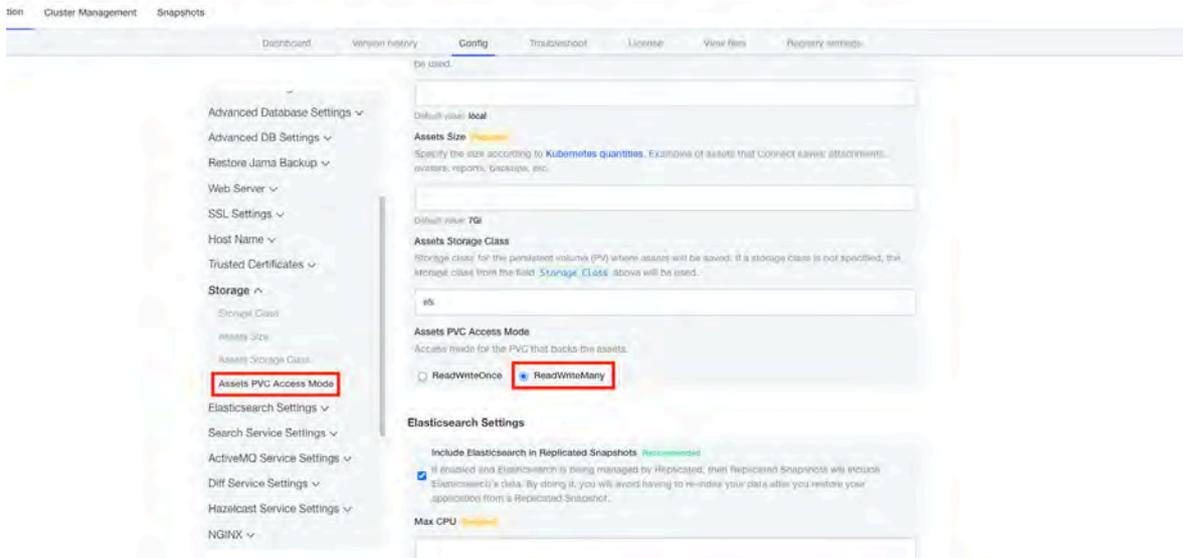 tion Cluster Management Snapshots
Dashboard Version history Config Troubleshoot License View files Registry settings
be used.
Default value: local
Assets Size Required
Specify the size according to Kubernetes quantities. Examples of assets that Connect saves: attachments,
avatars, reports, backups, etc.
Default value: 7Gi
Assets Storage Class
Storage class for the persistent volume (PV) where assets will be saved. If a storage class is not specified, the
storage class from the field Storage Class above will be used.
efs
Assets PVC Access Mode
Access mode for the PVC that backs the assets.
ReadWriteOnce ReadWriteMany
Elasticsearch Settings
Include Elasticsearch in Replicated Snapshots Recommended
If enabled and Elasticsearch is being managed by Replicated, then Replicated Snapshots will include
Elasticsearch's data. By doing it, you will avoid having to re-index your data after you restore your
application from a Replicated Snapshot.
Max CPU Required
Advanced Database Settings
Advanced DB Settings
Restore Jama Backup
Web Server
SSL Settings
Host Name
Trusted Certificates
Storage
Storage Class
Assets Size
Assets Storage Class
Assets PVC Access Mode
Elasticsearch Settings
Search Service Settings
ActiveMQ Service Settings
Diff Service Settings
Hazelcast Service Settings
NGINX